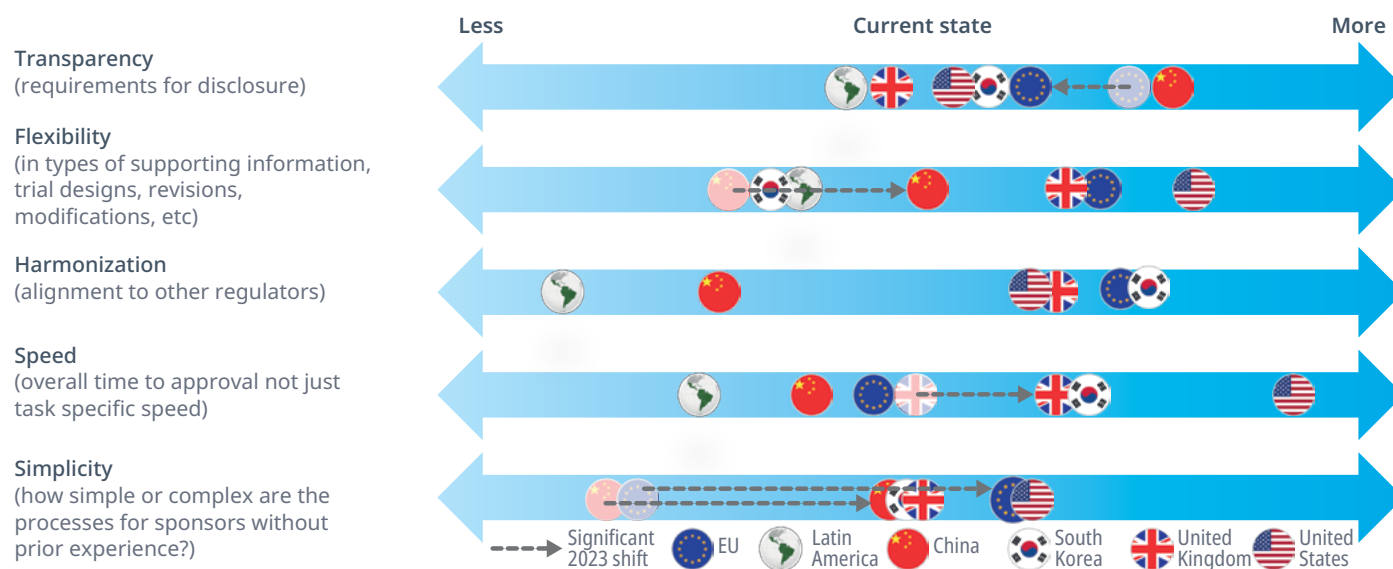 Less
Current state
More
Transparency
(requirements for disclosure)
Flexibility
(in types of supporting information,
trial designs, revisions,
modifications, etc)
Harmonization
(alignment to other regulators)
Speed
(overall time to approval not just
task specific speed)
Simplicity
(how simple or complex are the
processes for sponsors without
prior experience?)
Significant
2023 shift
EU
Latin
America
China
South
Korea
United
Kingdom
United
States